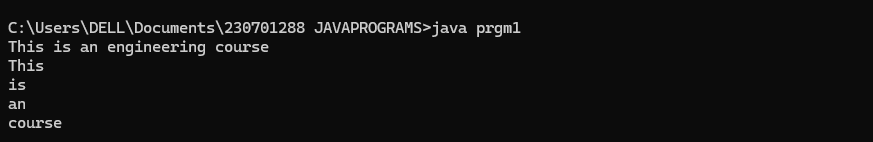 C:\Users\DELL\Documents\230701288 JAVAPROGRAMS>java prgm1
This is an engineering course
This
is
an
course